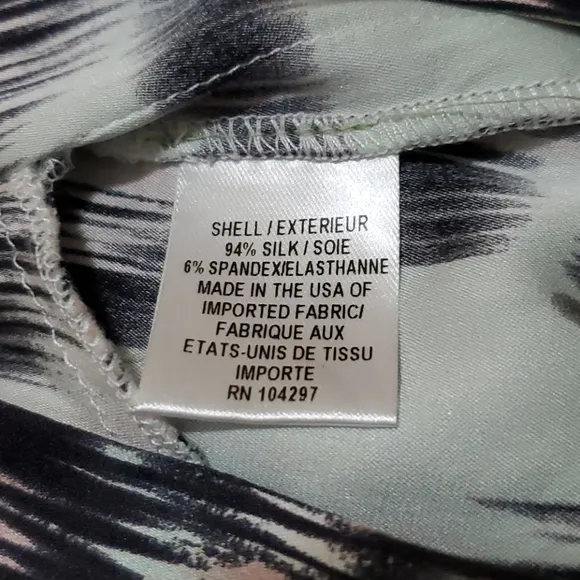 SHELL / EXTERIEUR
94% SILK / SOIE
6% SPANDEX/ELASTHANNE
MADE IN THE USA OF
IMPORTED FABRIC/
FABRIQUE AUX
ETATS-UNIS DE TISSU
IMPORTE
RN 104297